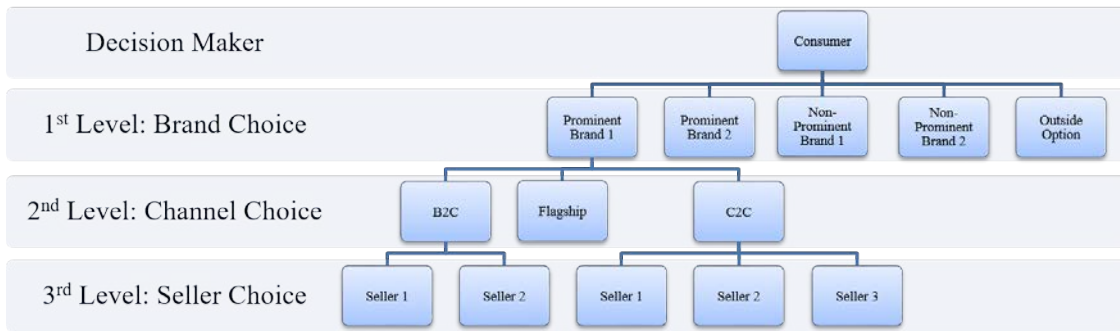 Decision Maker
Consumer
1st Level: Brand Choice
Prominent
Brand 1
Prominent
Brand 2
Non-
Prominent
Brand 1
Non-
Prominent
Brand 2
Outside
Option
2nd Level: Channel Choice
B2C
Flagship
C2C
3rd Level: Seller Choice
Seller 1
Seller 2
Seller 1
Seller 2
Seller 3